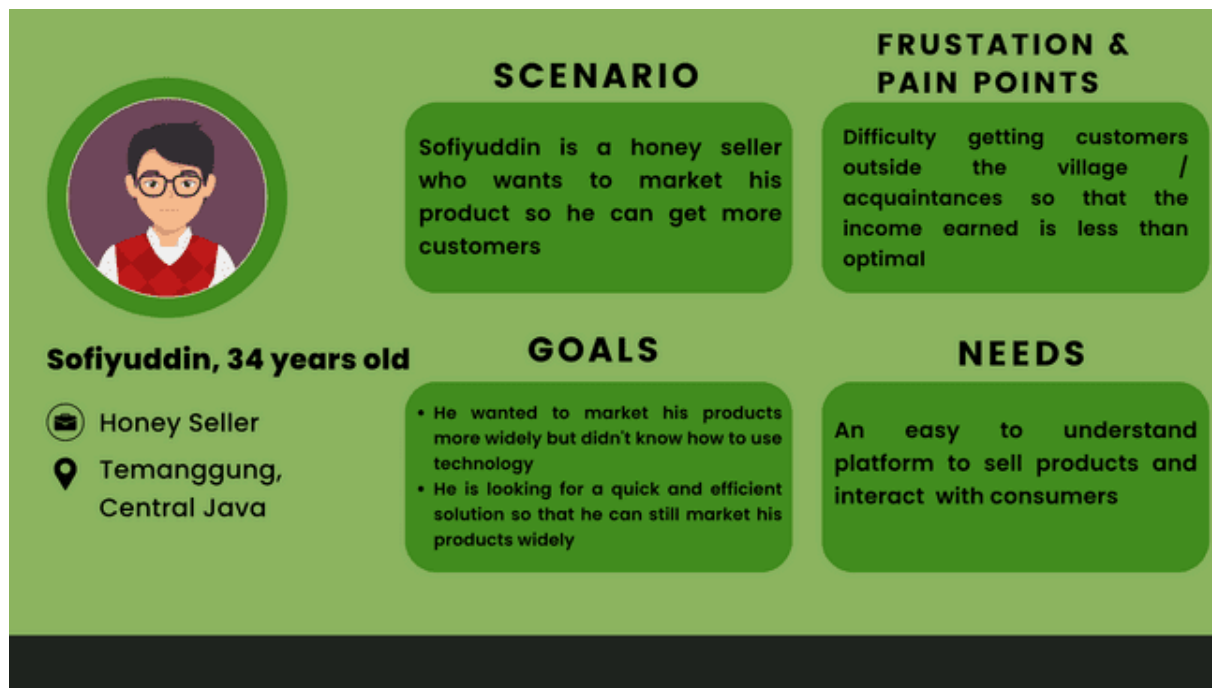 Sofiyuddin, 34 years old
Honey Seller
Temanggung,
Central Java
SCENARIO
Sofiyuddin is a honey seller
who wants to market his
product so he can get more
customers
FRUSTATION &
PAIN POINTS
Difficulty getting customers
outside the village /
acquaintances so that the
income earned is less than
optimal
GOALS
• He wanted to market his products
more widely but didn't know how to use
technology
• He is looking for a quick and efficient
solution so that he can still market his
products widely
NEEDS
An easy to understand
platform to sell products and
interact with consumers